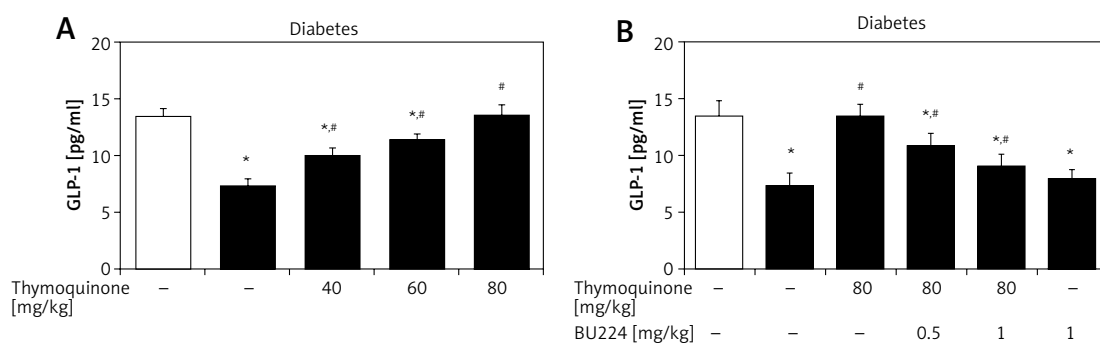 A
Diabetes
20
15
10
5
0
GLP-1 [pg/ml]
*
*,#
*,#
#
Thymoquinone – – 40 60 80
[mg/kg]
B
Diabetes
20
15
10
5
0
GLP-1 [pg/ml]
*
#
*,#
*,#
*
Thymoquinone – – 80 80 80 –
[mg/kg]
BU224 [mg/kg] – – – 0.5 1 1